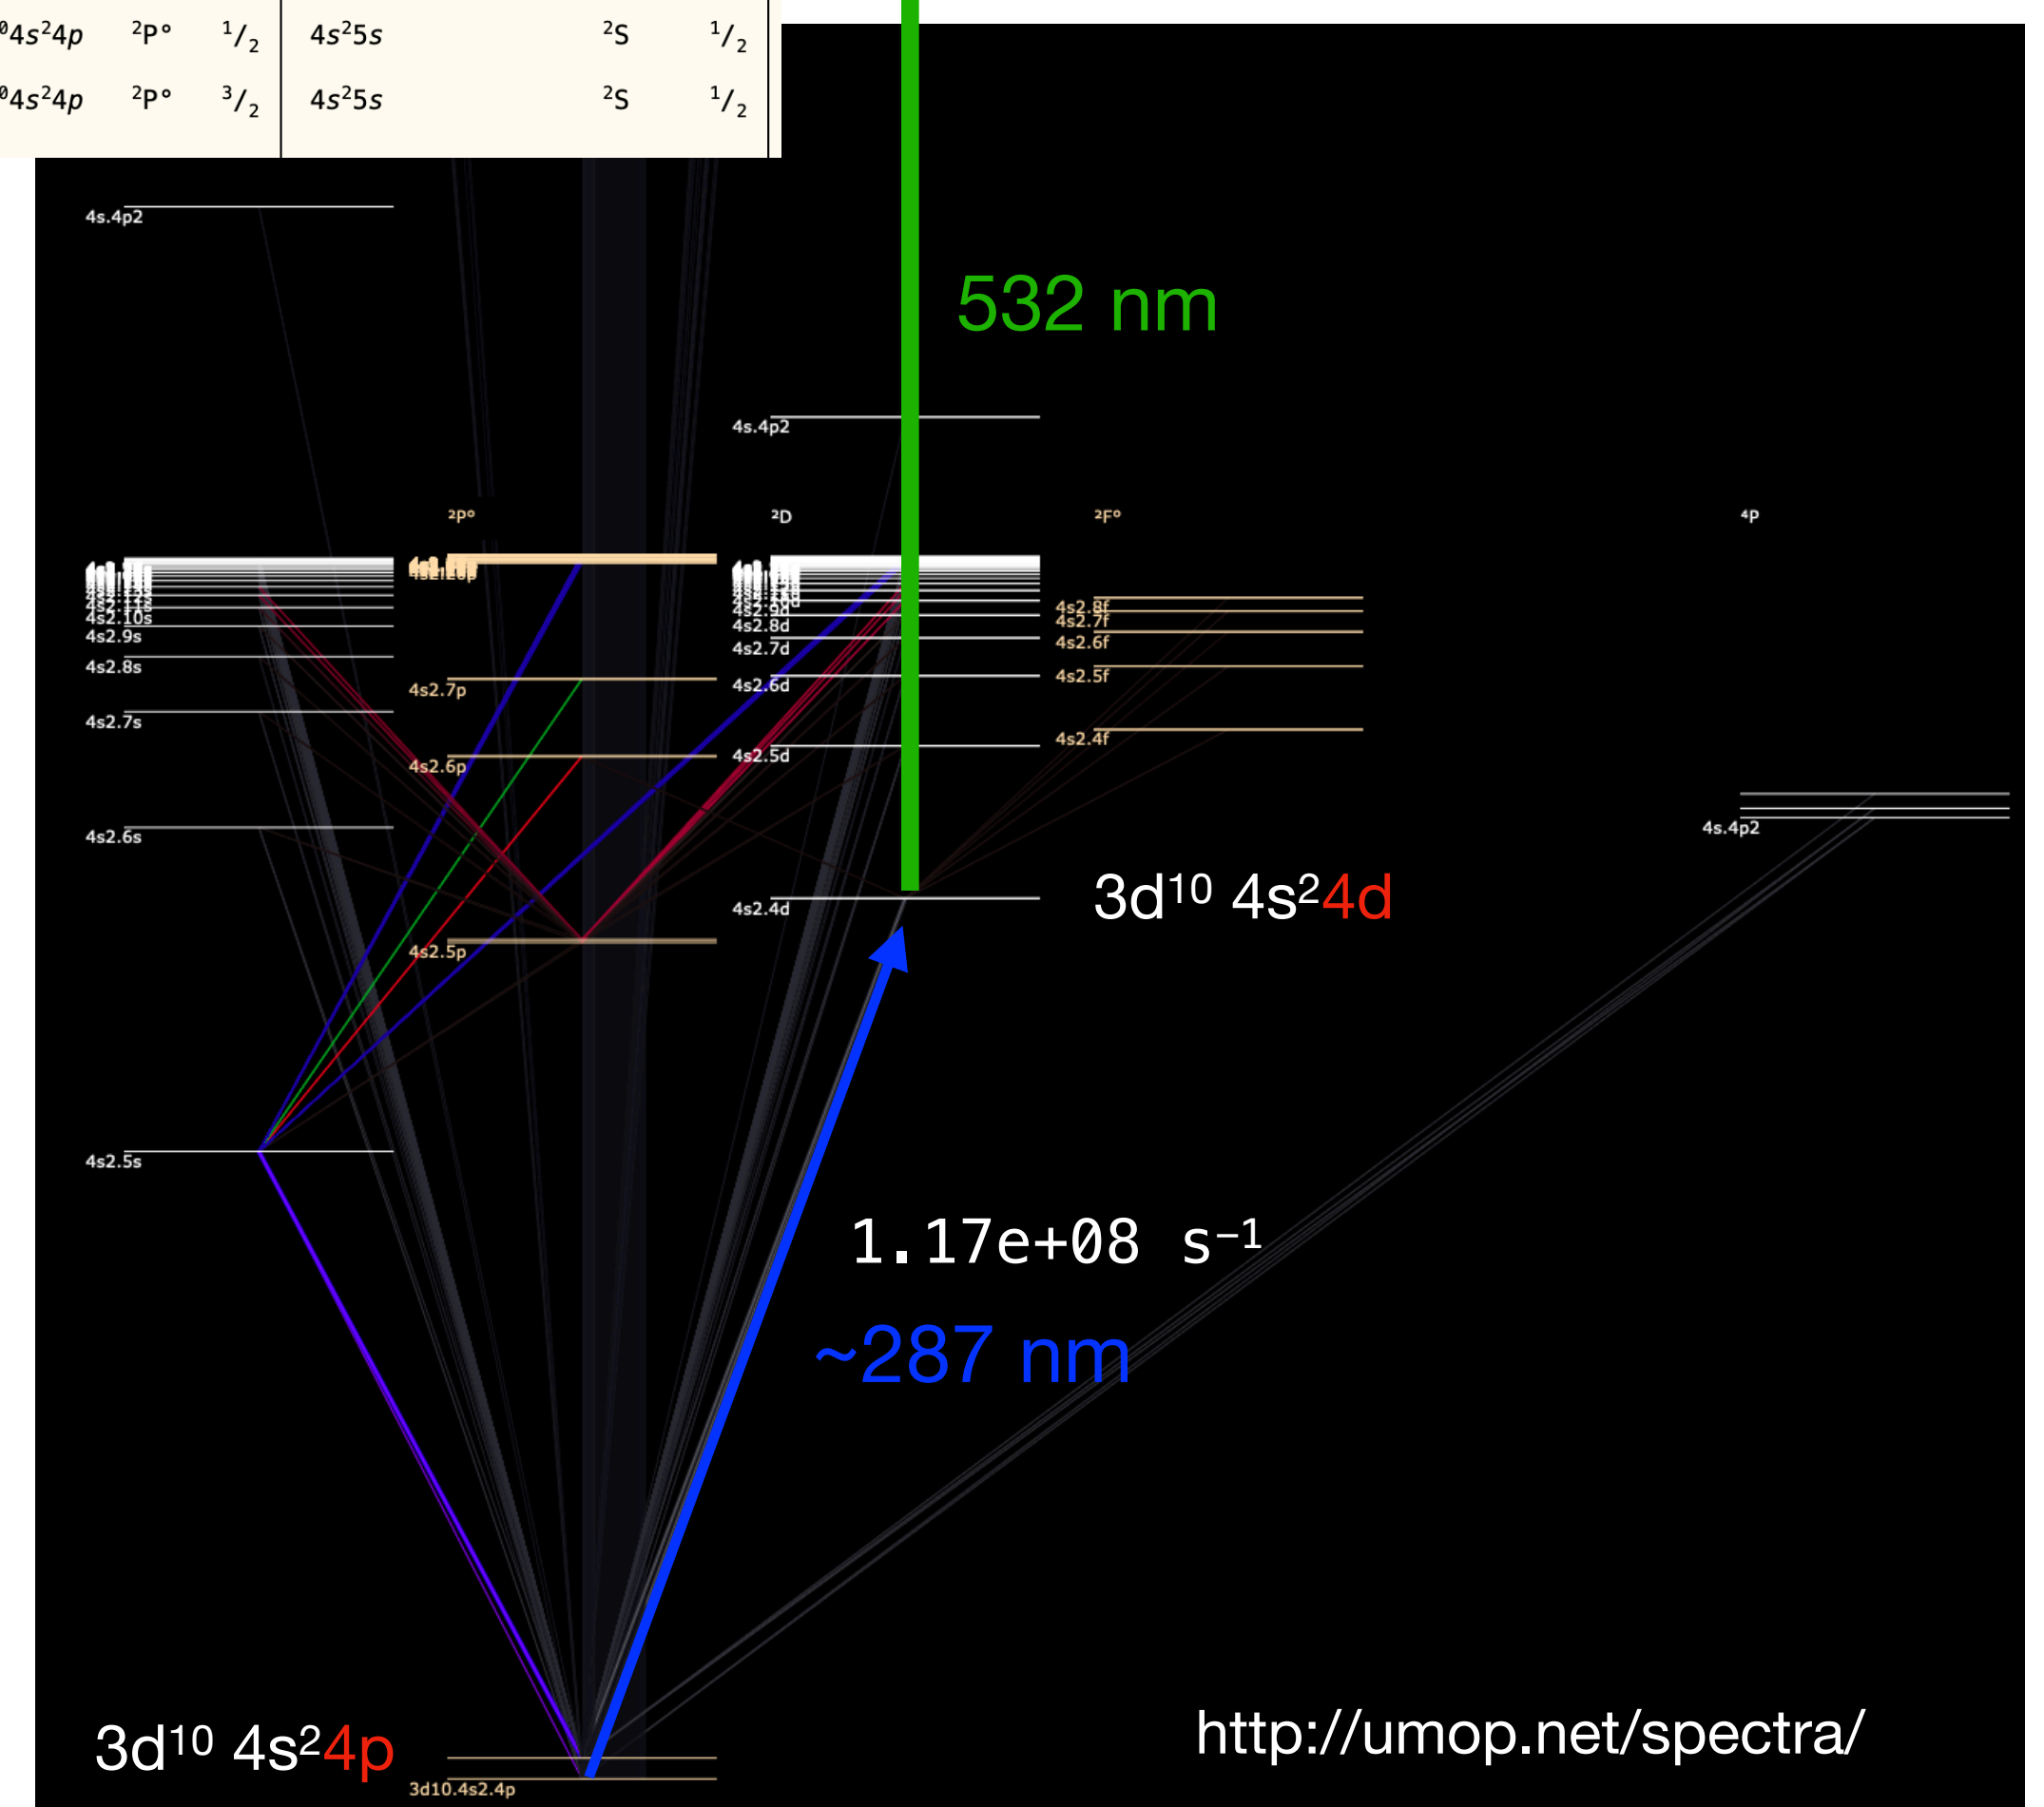 ⁰4s²4p ²P° ¹/₂ 4s²5s ²S ¹/₂
⁰4s²4p ²P° ³/₂ 4s²5s ²S ¹/₂
4s.4p2
532 nm
4s.4p2
²P° ²D ²F° ⁴P
4s2.11s
4s2.10s
4s2.9s
4s2.8s
4s2.7s
4s2.6s
4s2.5s
4s2.20p
4s2.7p
4s2.6p
4s2.5p
4s2.9d
4s2.8d
4s2.7d
4s2.6d
4s2.5d
4s2.4d
4s2.8f
4s2.7f
4s2.6f
4s2.5f
4s2.4f
4s.4p2
3d¹⁰ 4s²4d
1.17e+08 s⁻¹
~287 nm
3d¹⁰ 4s²4p
3d10.4s2.4p
http://umop.net/spectra/